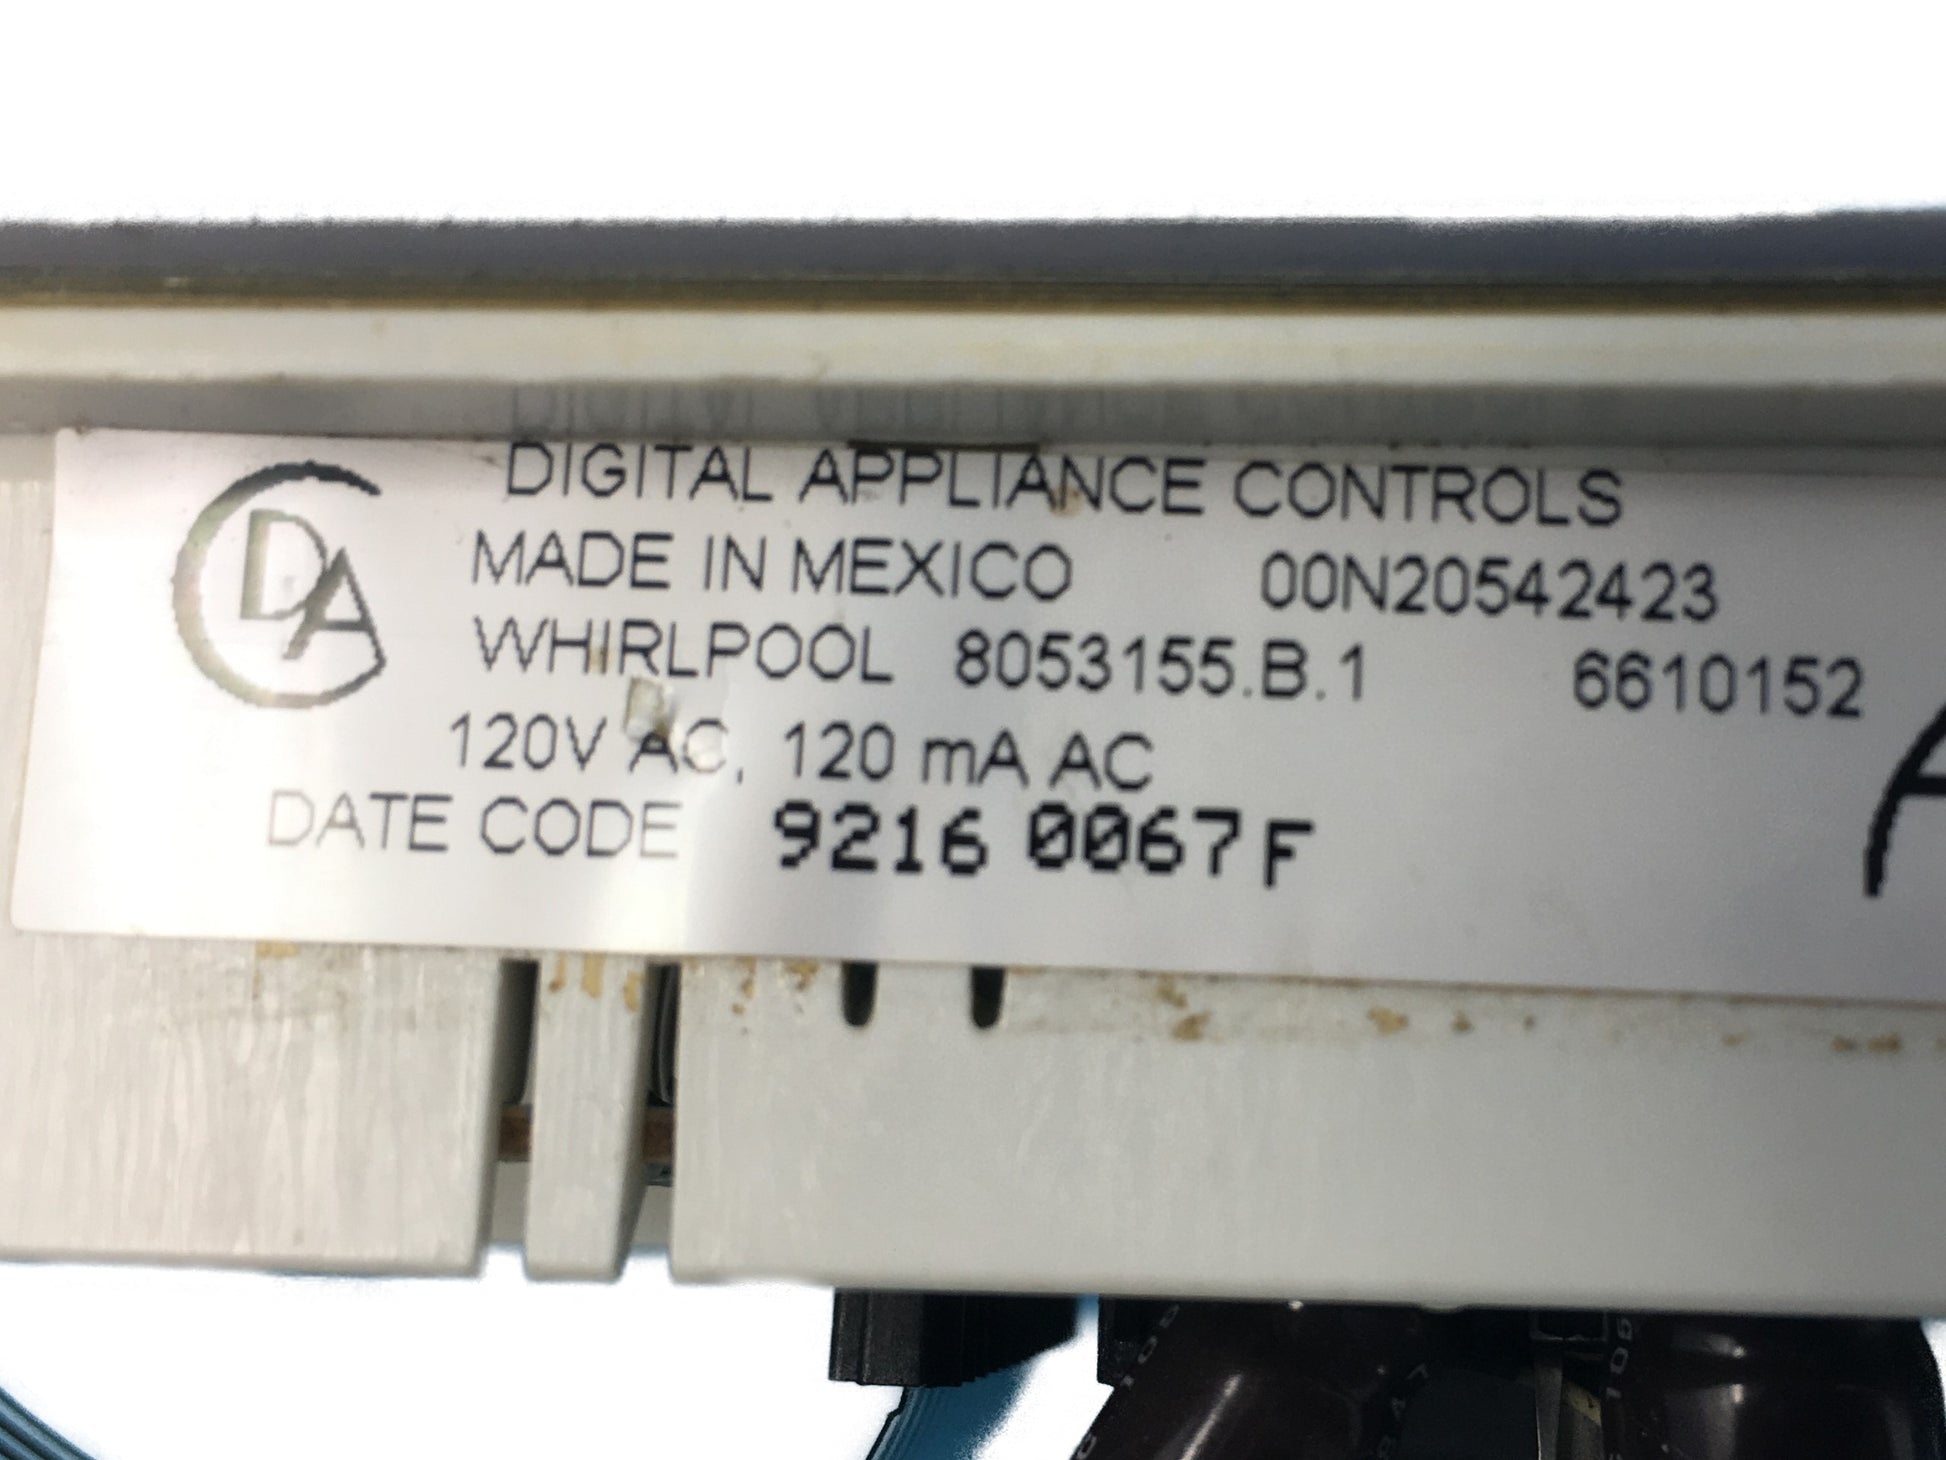 DIGITAL APPLIANCE CONTROLS
DA
MADE IN MEXICO 00N20542423
WHIRLPOOL 8053155.B.1 6610152
120V AC, 120 mA AC
DATE CODE 9216 0067F